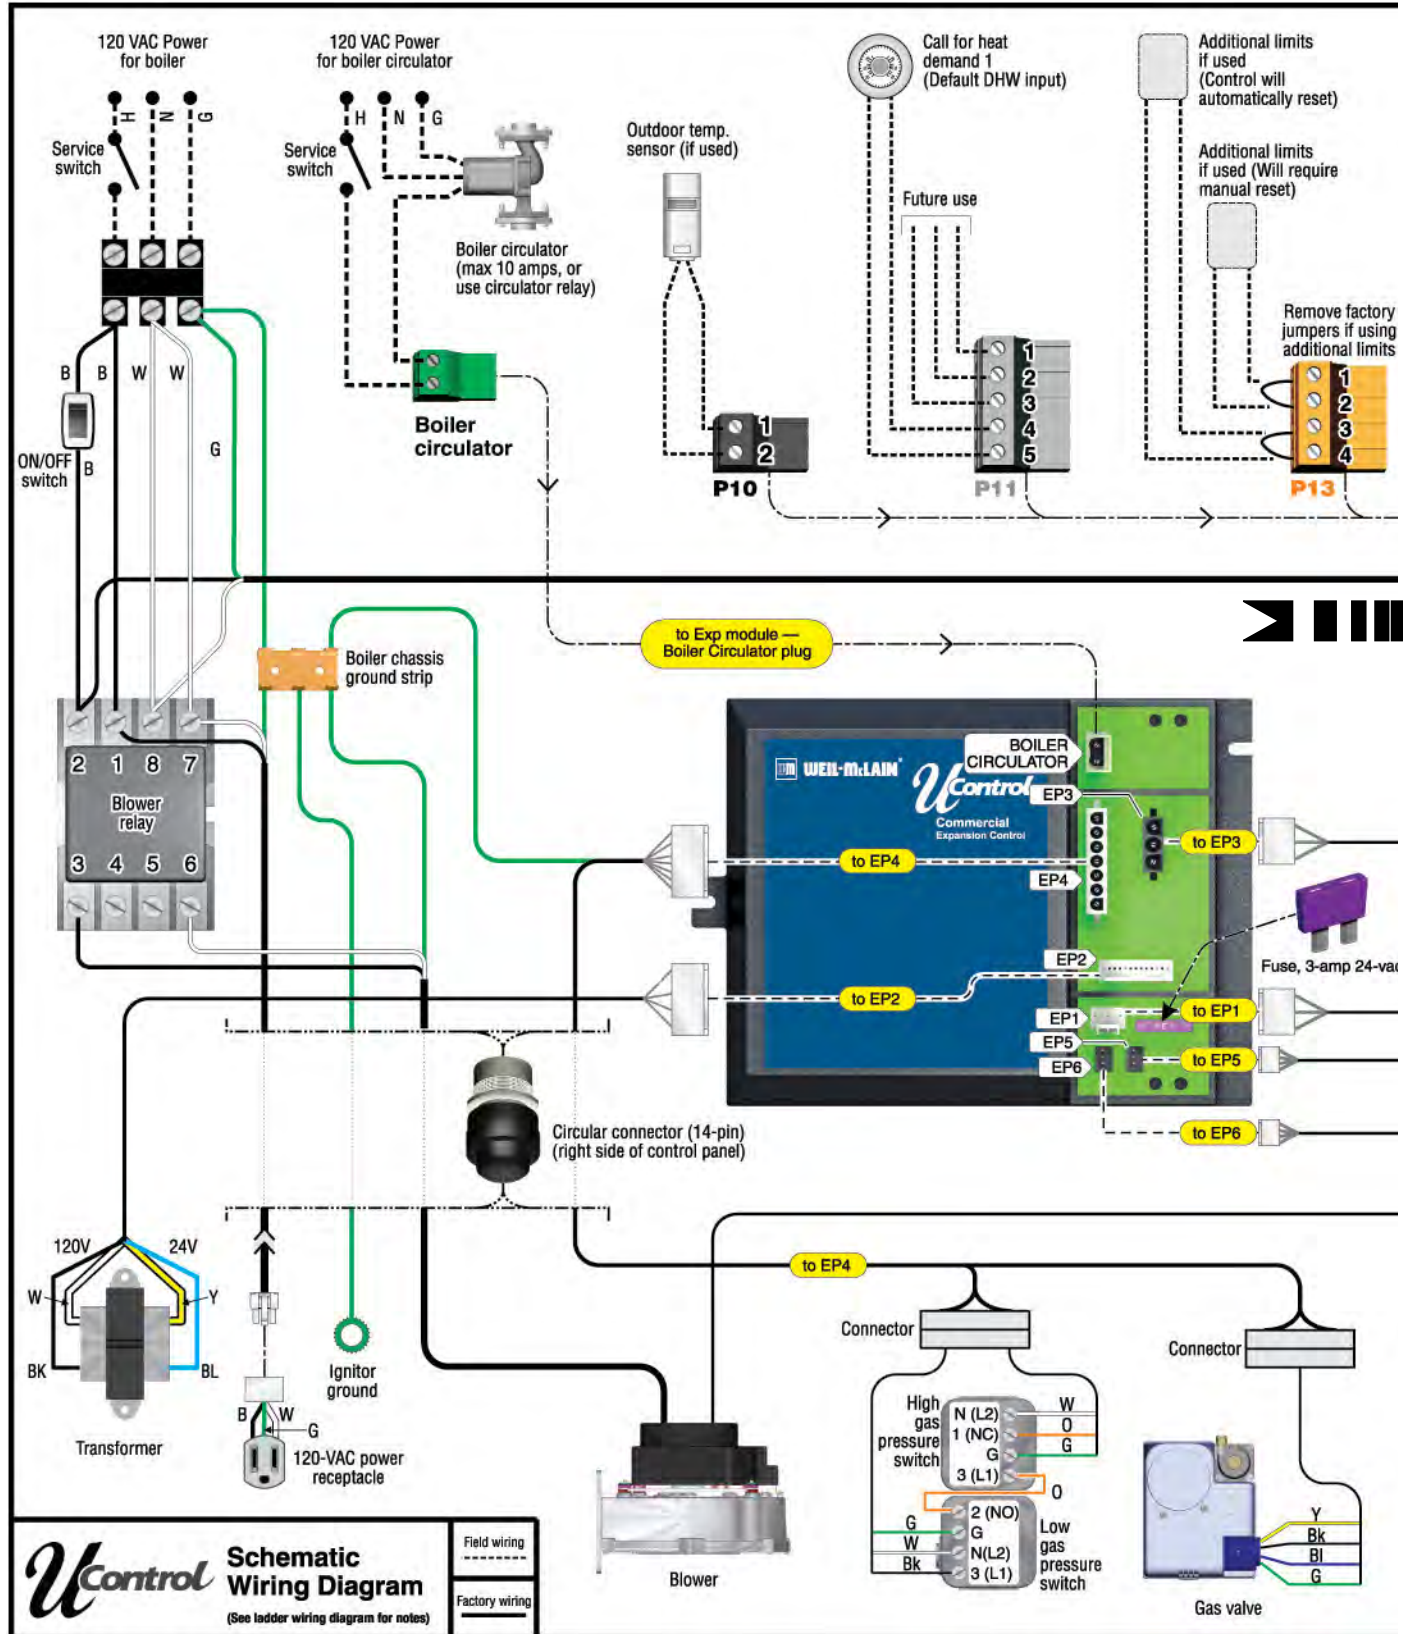 120 VAC Power
for boiler
120 VAC Power
for boiler circulator
Call for heat
demand 1
(Default DHW input)
Additional limits
if used
(Control will
automatically reset)
H
N
G
H
N
G
Service
switch
Service
switch
Outdoor temp.
sensor (if used)
Additional limits
if used (Will require
manual reset)
Future use
Boiler circulator
(max 10 amps, or
use circulator relay)
Remove factory
jumpers if using
additional limits
B
B
W
W
ON/OFF
switch
B
G
Boiler
circulator
1
2
P10
1
2
3
4
5
P11
1
2
3
4
P13
to Exp module —
Boiler Circulator plug
Boiler chassis
ground strip
2
1
8
7
Blower
relay
3
4
5
6
WM WEIL-McLAIN
UControl
Commercial
Expansion Control
BOILER
CIRCULATOR
EP3
to EP3
to EP4
EP4
Fuse, 3-amp 24-vac
EP2
to EP2
EP1
to EP1
EP5
to EP5
EP6
to EP6
Circular connector (14-pin)
(right side of control panel)
120V
24V
W
Y
BK
BL
Transformer
Ignitor
ground
B
W
G
120-VAC power
receptacle
to EP4
Connector
Connector
High
gas
pressure
switch
N (L2)
1 (NC)
G
3 (L1)
W
O
G
O
2 (NO)
G
N(L2)
3 (L1)
G
W
Bk
Low
gas
pressure
switch
Blower
Y
Bk
Bl
G
Gas valve
UControl
Schematic
Wiring Diagram
(See ladder wiring diagram for notes)
Field wiring
Factory wiring